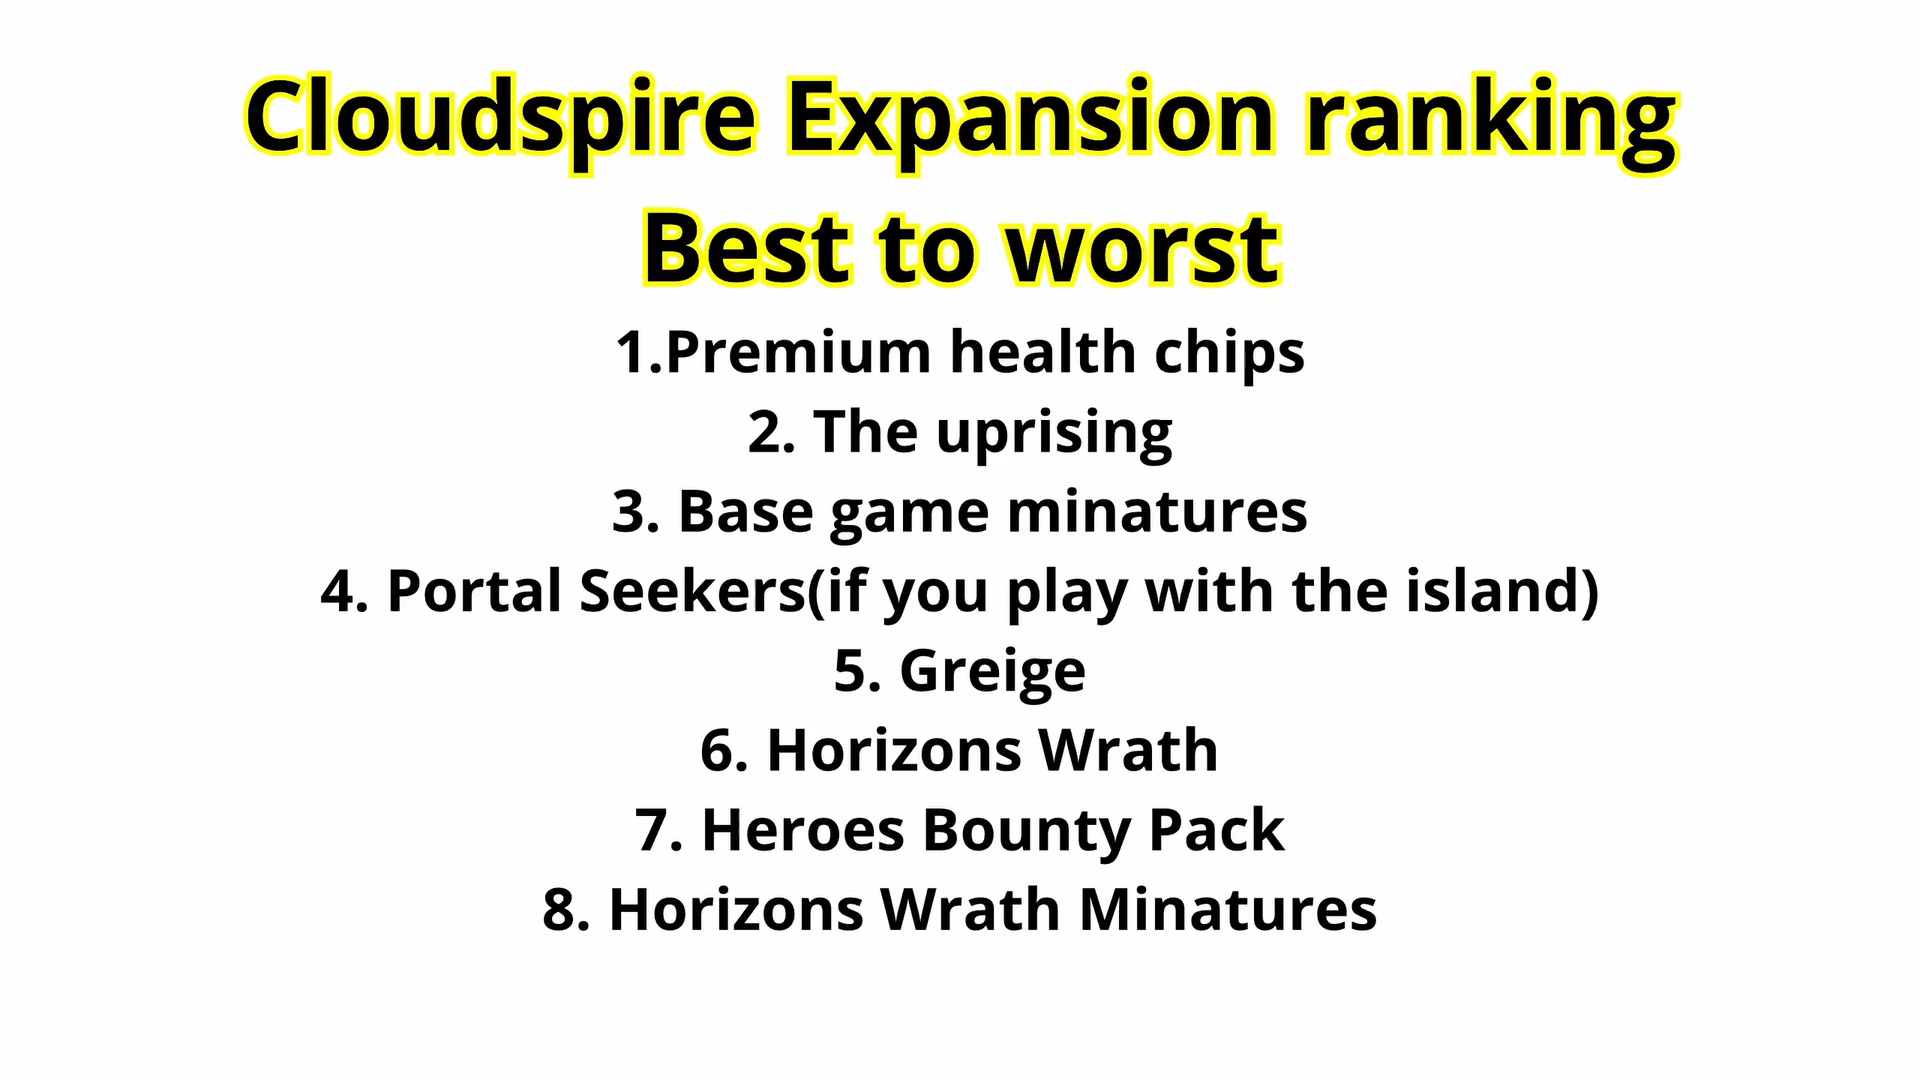 Cloudspire Expansion ranking
Best to worst
1.Premium health chips
2. The uprising
3. Base game minatures
4. Portal Seekers(if you play with the island)
5. Greige
6. Horizons Wrath
7. Heroes Bounty Pack
8. Horizons Wrath Minatures